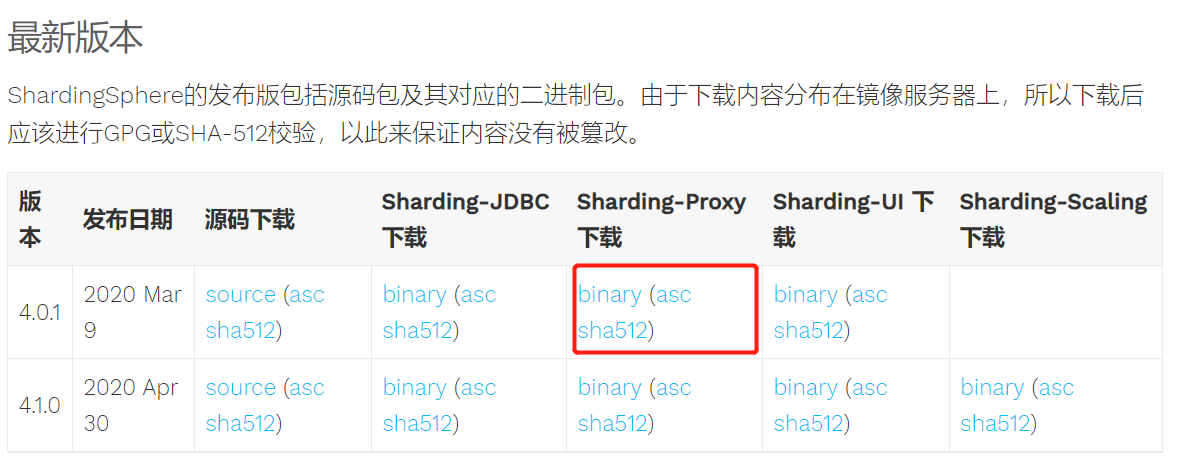 最新版本
ShardingSphere的发布版包括源码包及其对应的二进制包。由于下载内容分布在镜像服务器上，所以下载后
应该进行GPG或SHA-512校验，以此来保证内容没有被篡改。
版本 发布日期 源码下载 Sharding-JDBC 下载 Sharding-Proxy 下载 Sharding-UI 下载 Sharding-Scaling 下载
4.0.1 2020 Mar 9 source (asc sha512) binary (asc sha512) binary (asc sha512) binary (asc sha512)
4.1.0 2020 Apr 30 source (asc sha512) binary (asc sha512) binary (asc sha512) binary (asc sha512) binary (asc sha512)